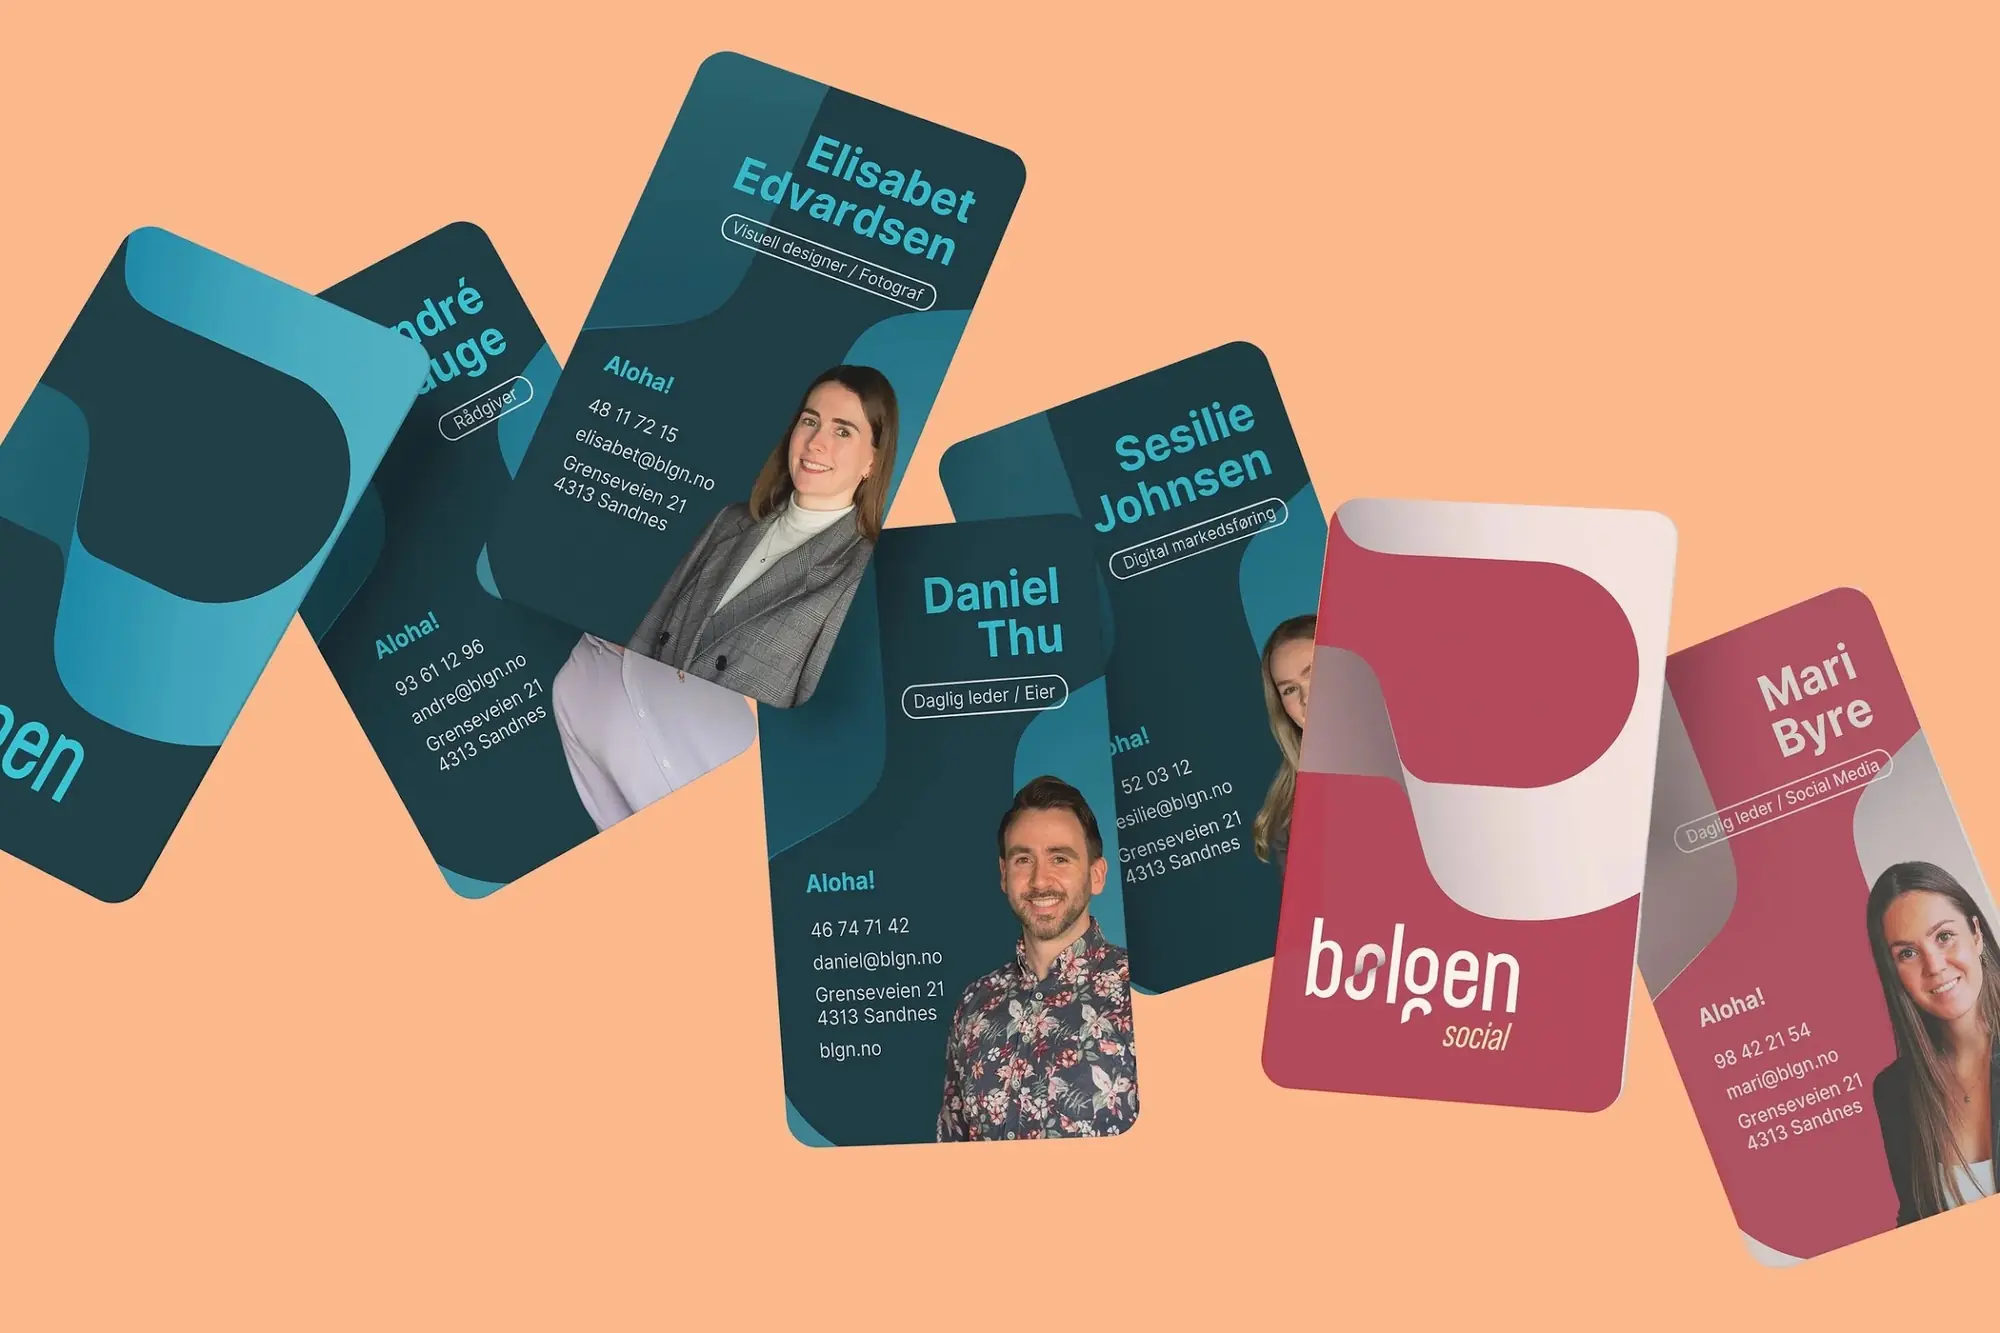 Elisabet
Edvardsen
Visuell designer / Fotograf
Aloha!
48 11 72 15
elisabet@blgn.no
Grenseveien 21
4313 Sandnes
Rådgiver
Aloha!
93 61 12 96
andre@blgn.no
Grenseveien 21
4313 Sandnes
Daniel
Thu
Daglig leder / Eier
Aloha!
46 74 71 42
daniel@blgn.no
Grenseveien 21
4313 Sandnes
blgn.no
Sesilie
Johnsen
Digital markedsføring
52 03 12
Grenseveien 21
4313 Sandnes
bølgen
social
Mari
Byre
Daglig leder / Social Media
Aloha!
98 42 21 54
mari@blgn.no
Grenseveien 21
4313 Sandnes